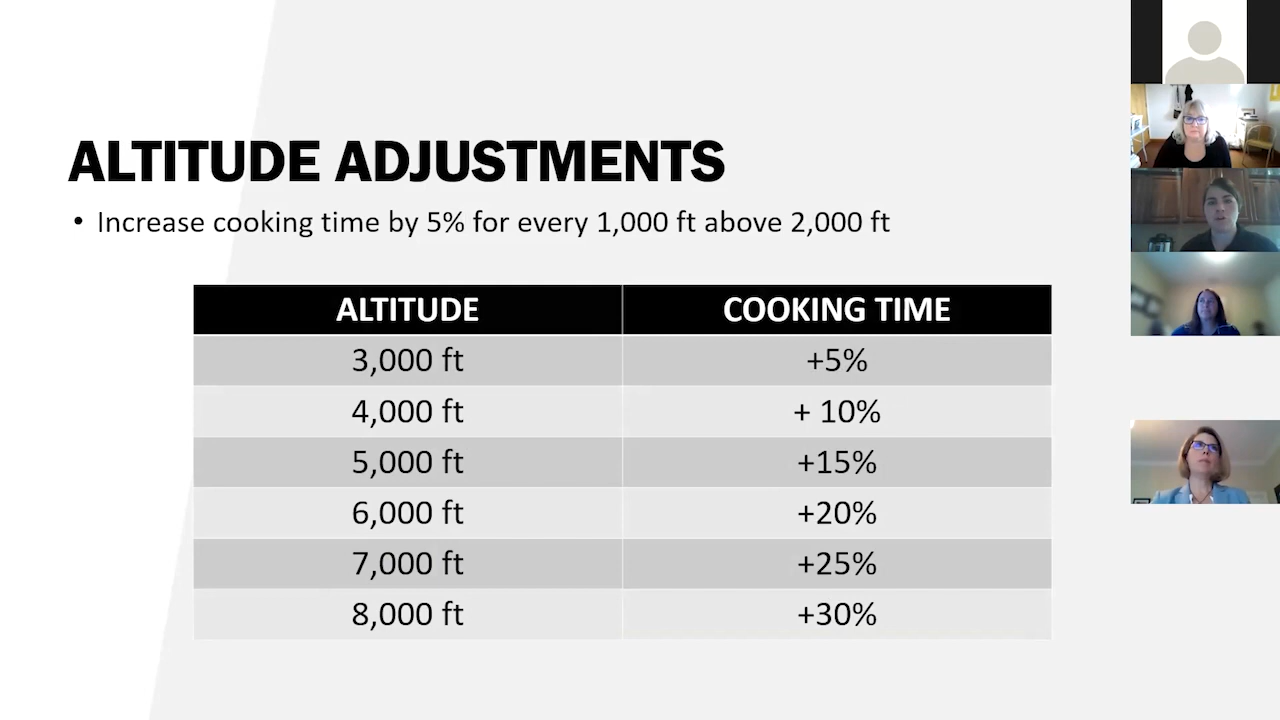 ALTITUDE ADJUSTMENTS
• Increase cooking time by 5% for every 1,000 ft above 2,000 ft
ALTITUDE COOKING TIME
3,000 ft +5%
4,000 ft + 10%
5,000 ft +15%
6,000 ft +20%
7,000 ft +25%
8,000 ft +30%